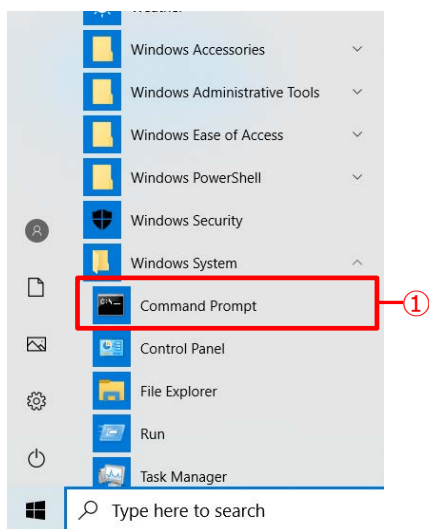 Windows Accessories
Windows Administrative Tools
Windows Ease of Access
Windows PowerShell
Windows Security
Windows System
Command Prompt
①
Control Panel
File Explorer
Run
Task Manager
Type here to search